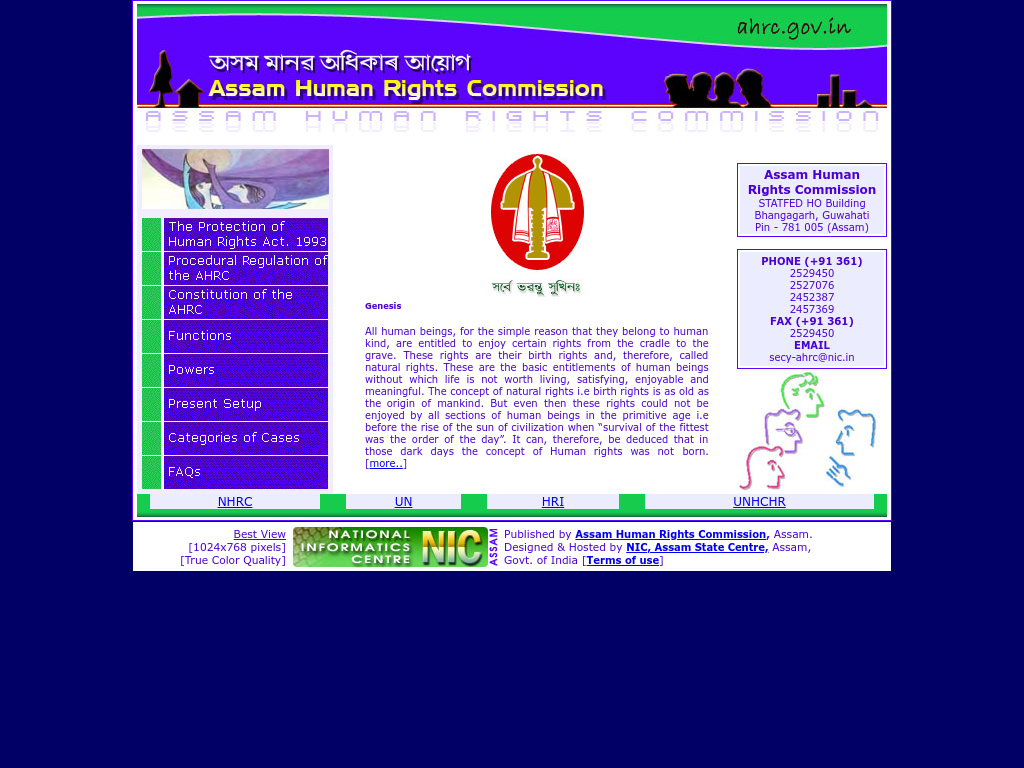 ahrc.gov.in
অসম মানৱ অধিকাৰ আয়োগ
Assam Human Rights Commission
ASSAM HUMAN RIGHTS COMMISSION
The Protection of
Human Rights Act. 1993
Procedural Regulation of
the AHRC
Constitution of the
AHRC
Functions
Powers
Present Setup
Categories of Cases
FAQs
সৰ্বে ভৱন্তু সুখিনঃ
Genesis
All human beings, for the simple reason that they belong to human
kind, are entitled to enjoy certain rights from the cradle to the
grave. These rights are their birth rights and, therefore, called
natural rights. These are the basic entitlements of human beings
without which life is not worth living, satisfying, enjoyable and
meaningful. The concept of natural rights i.e birth rights is as old as
the origin of mankind. But even then these rights could not be
enjoyed by all sections of human beings in the primitive age i.e
before the rise of the sun of civilization when “survival of the fittest
was the order of the day”. It can, therefore, be deduced that in
those dark days the concept of Human rights was not born.
[more..]
Assam Human
Rights Commission
STATFED HO Building
Bhangagarh, Guwahati
Pin - 781 005 (Assam)
PHONE (+91 361)
2529450
2527076
2452387
2457369
FAX (+91 361)
2529450
EMAIL
secy-ahrc@nic.in
NHRC UN HRI UNHCHR
Best View
[1024x768 pixels]
[True Color Quality]
NATIONAL
INFORMATICS
CENTRE
NIC
ASSAM
Published by Assam Human Rights Commission, Assam.
Designed & Hosted by NIC, Assam State Centre, Assam,
Govt. of India [Terms of use]